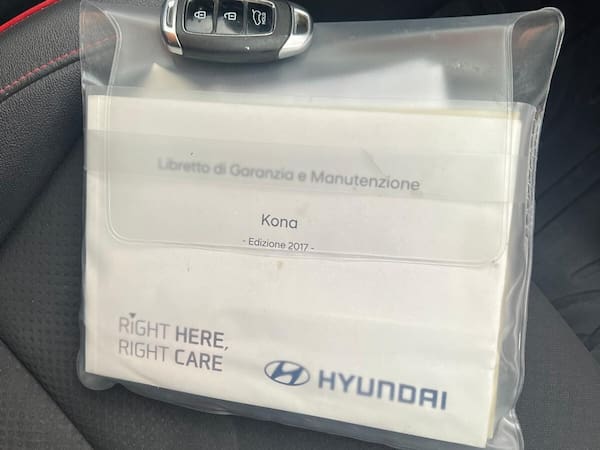 Libretto di Garanzia e Manutenzione
Kona
- Edizione 2017 -
RIGHT HERE,
RIGHT CARE
HYUNDAI